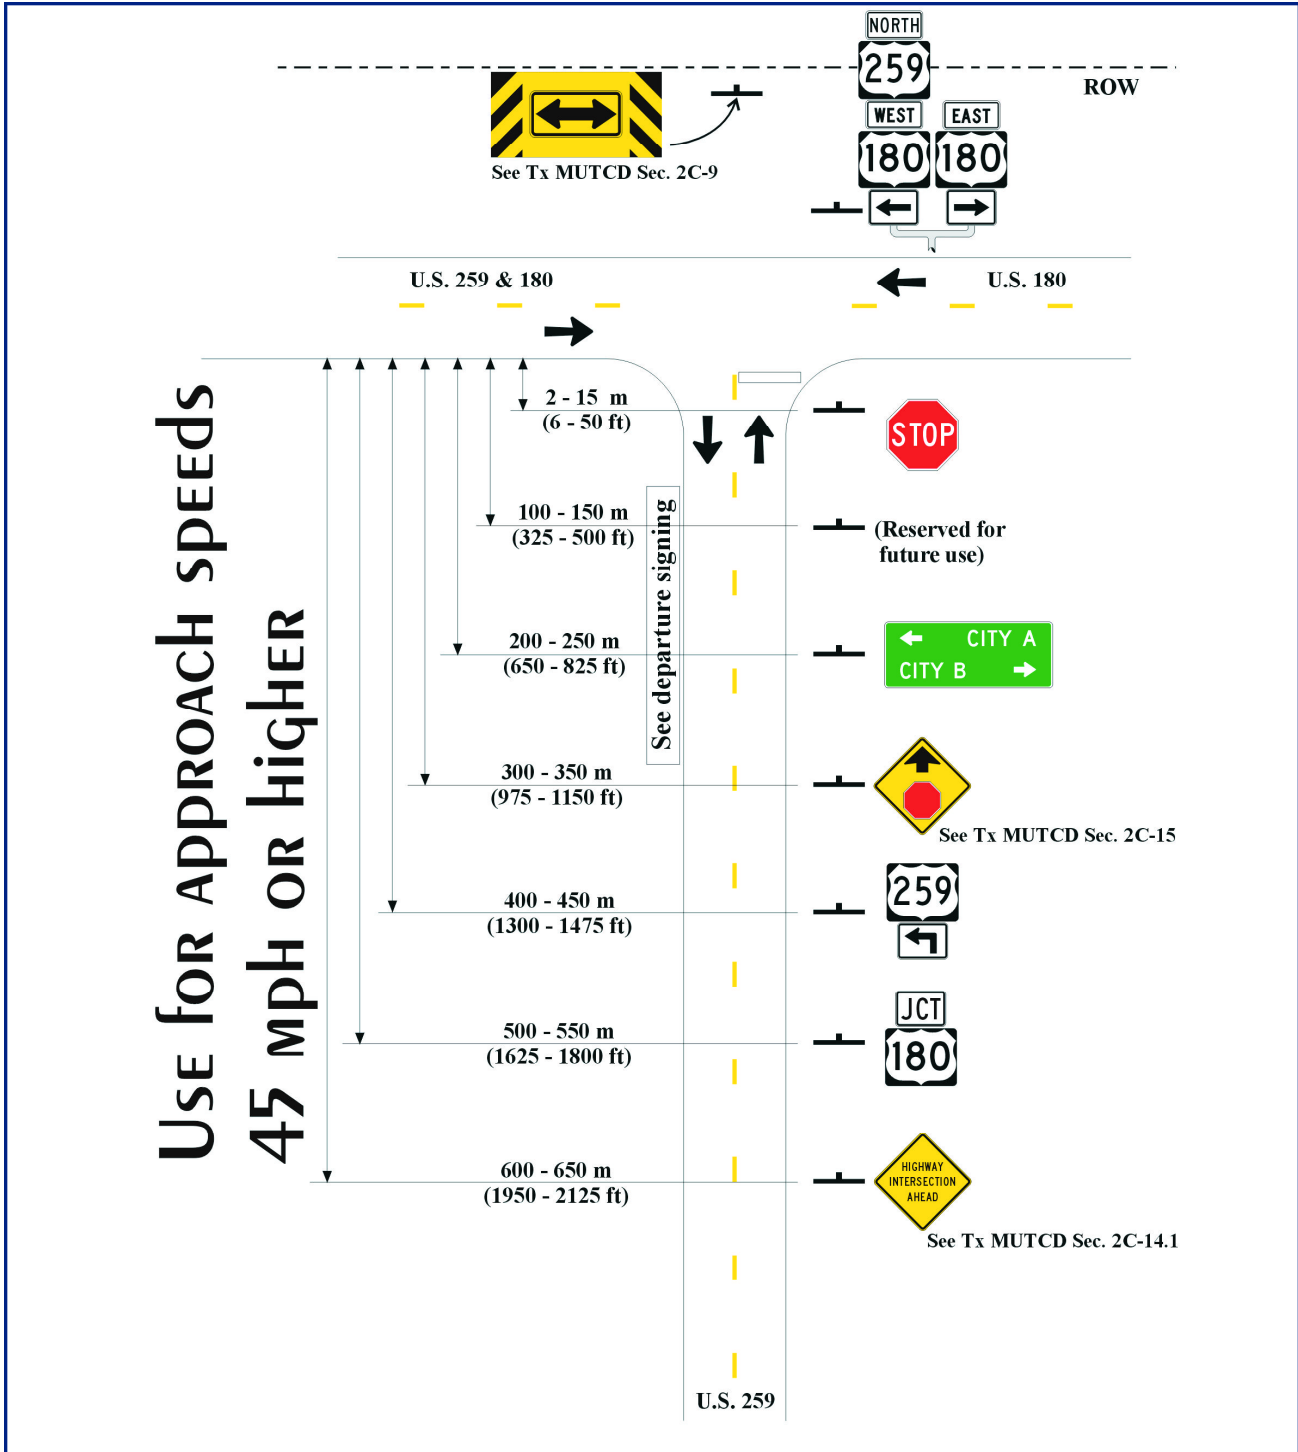 NORTH
259
ROW
WEST EAST
180 180
See Tx MUTCD Sec. 2C-9
U.S. 259 & 180
U.S. 180
Use for Approach speeds
45 mph or higher
2 - 15 m
(6 - 50 ft)
STOP
See departure signing
100 - 150 m
(325 - 500 ft)
(Reserved for
future use)
200 - 250 m
(650 - 825 ft)
CITY A
CITY B
300 - 350 m
(975 - 1150 ft)
See Tx MUTCD Sec. 2C-15
400 - 450 m
(1300 - 1475 ft)
259
500 - 550 m
(1625 - 1800 ft)
JCT
180
600 - 650 m
(1950 - 2125 ft)
HIGHWAY
INTERSECTION
AHEAD
See Tx MUTCD Sec. 2C-14.1
U.S. 259